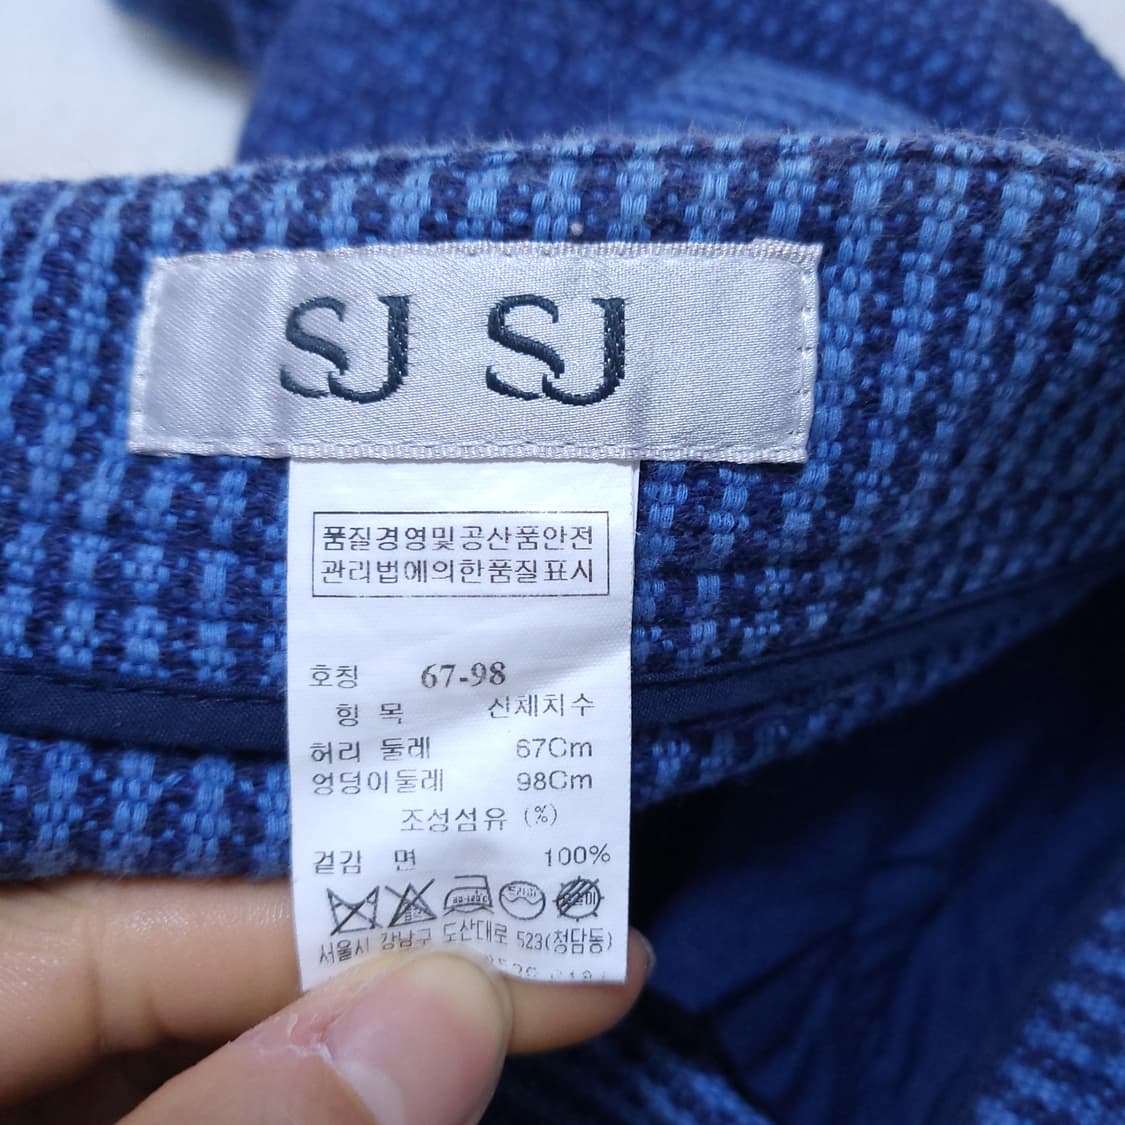 SJ SJ
품질경영및공산품안전
관리법에의한품질표시
호칭 67-98
항 목 신체치수
허리 둘레 67Cm
엉덩이둘레 98Cm
조성섬유 (%)
겉감 면 100%
드라이
서울시 강남구 도산대로 523(청담동)